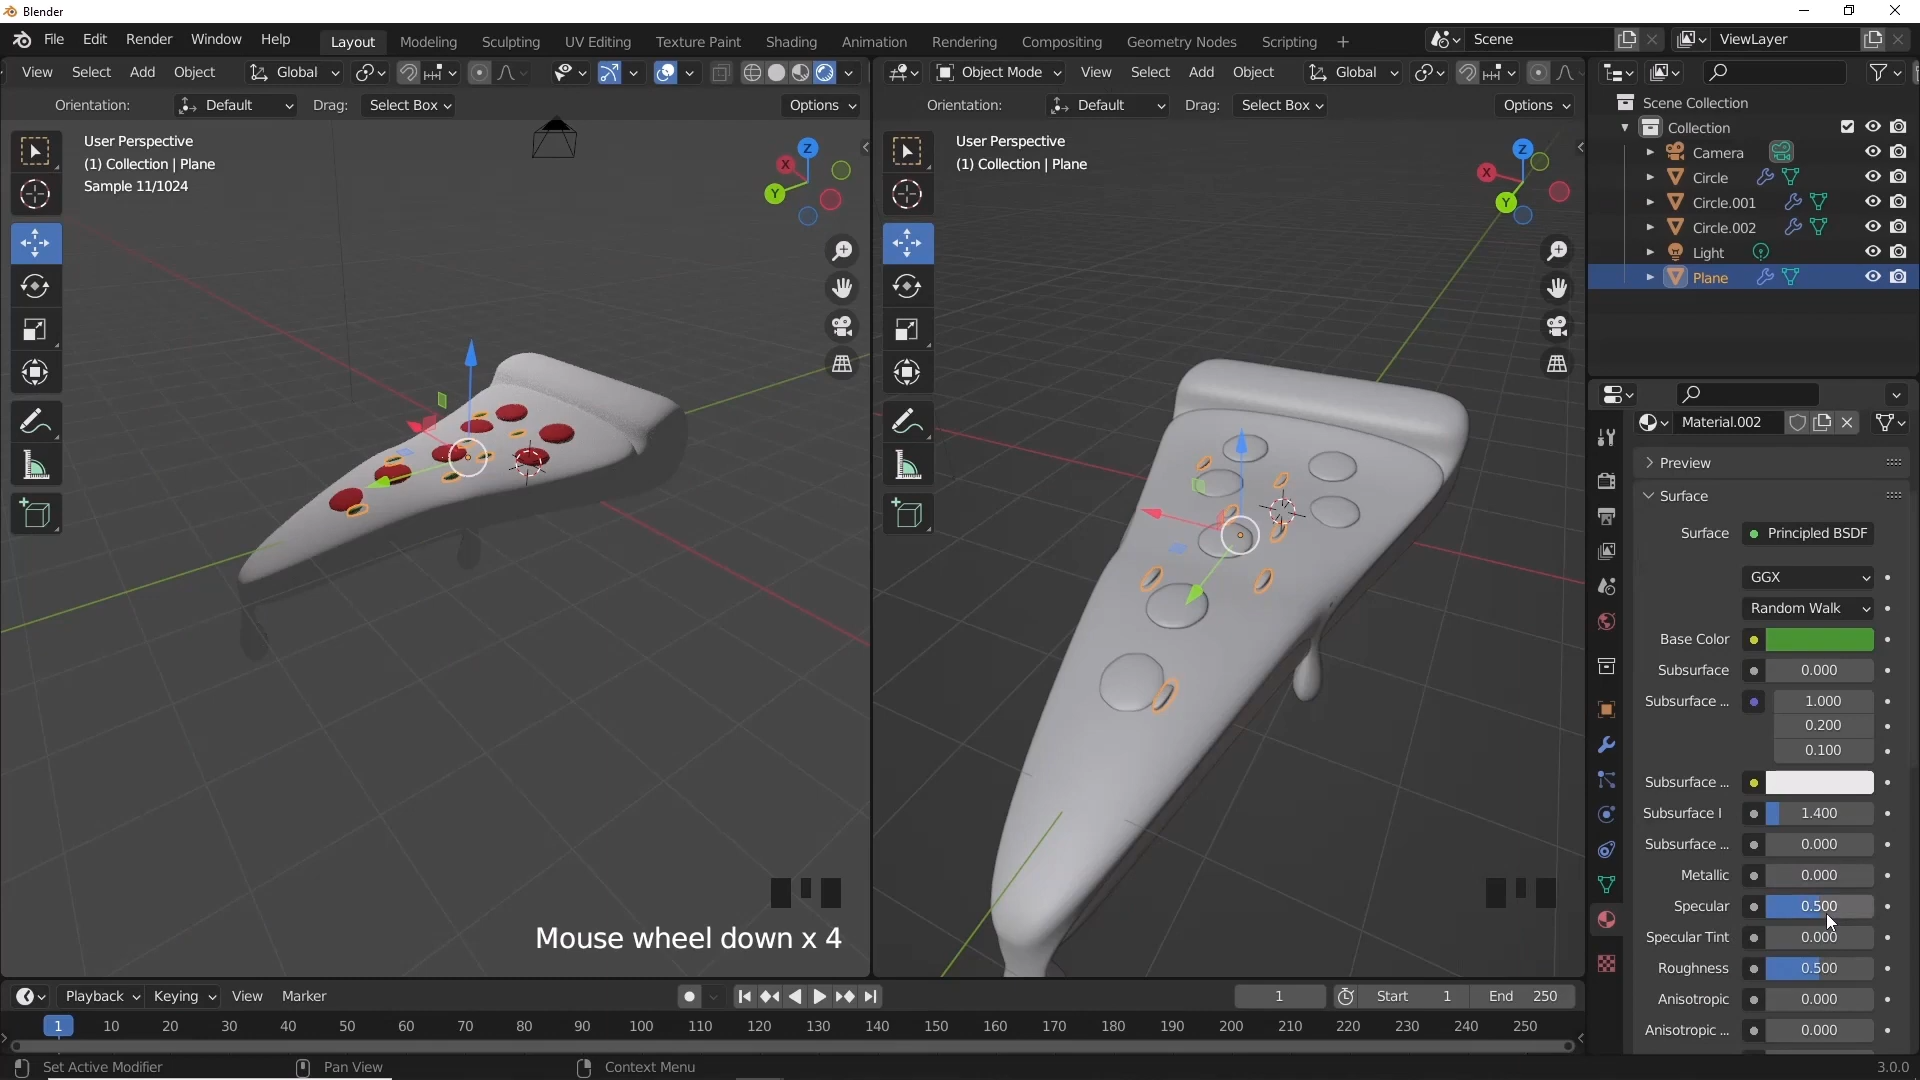 Blender
File Edit Render Window Help Layout Modeling Sculpting UV Editing Texture Paint Shading Animation Rendering Compositing Geometry Nodes Scripting + Scene ViewLayer
View Select Add Object Global Object Mode View Select Add Object Global
Orientation: Default Drag: Select Box Options Orientation: Default Drag: Select Box Options
User Perspective
(1) Collection | Plane
Sample 11/1024
Z
X
Y
User Perspective
(1) Collection | Plane
Z
X
Y
Scene Collection
Collection
Camera
Circle
Circle.001
Circle.002
Light
Plane
Material.002
Preview
Surface
Surface Principled BSDF
GGX
Random Walk
Base Color
Subsurface 0.000
Subsurface ... 1.000
0.200
0.100
Subsurface ...
Subsurface I 1.400
Subsurface ... 0.000
Metallic 0.000
Specular 0.500
Specular Tint 0.000
Roughness 0.500
Anisotropic 0.000
Anisotropic ... 0.000
Mouse wheel down x 4
Playback Keying View Marker 1 Start 1 End 250
1 10 20 30 40 50 60 70 80 90 100 110 120 130 140 150 160 170 180 190 200 210 220 230 240 250
Set Active Modifier Pan View Context Menu 3.0.0